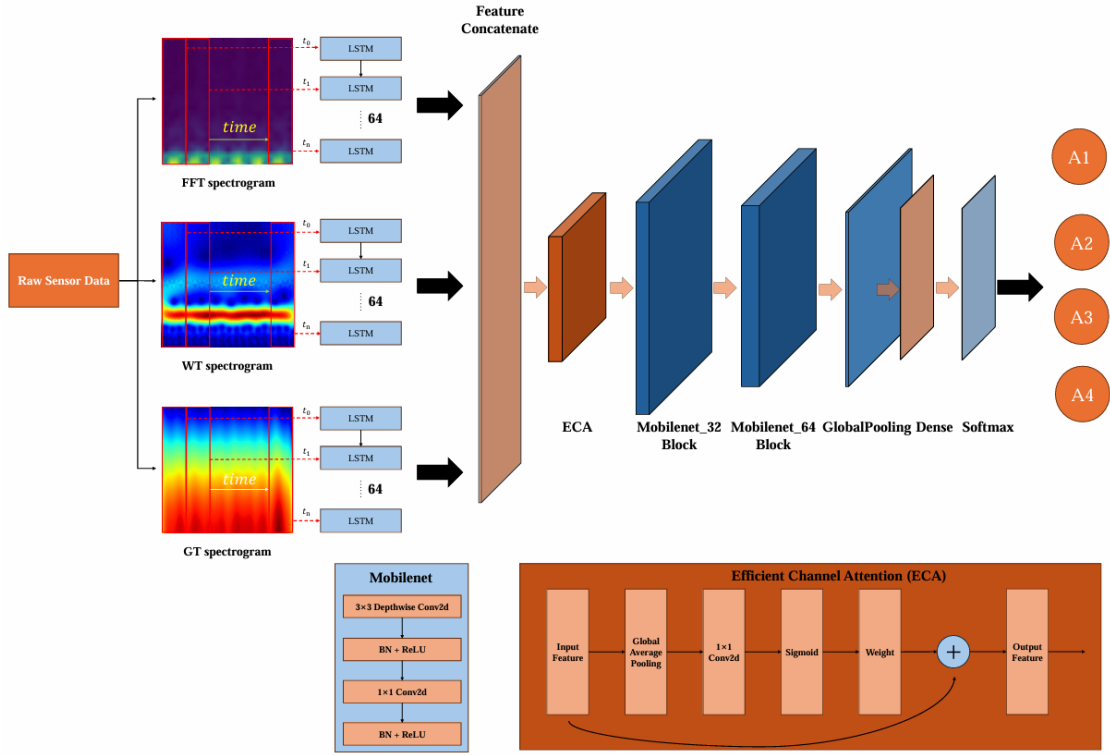 Feature
Concatenate
t₀
LSTM
t₁
LSTM
time
64
tₙ
LSTM
FFT spectrogram
Raw Sensor Data
t₀
LSTM
t₁
LSTM
time
64
tₙ
LSTM
WT spectrogram
t₀
LSTM
t₁
LSTM
time
64
tₙ
LSTM
GT spectrogram
ECA
Mobilenet_32
Block
Mobilenet_64
Block
GlobalPooling
Dense
Softmax
A1
A2
A3
A4
Mobilenet
3×3 Depthwise Conv2d
BN + ReLU
1×1 Conv2d
BN + ReLU
Efficient Channel Attention (ECA)
Input
Feature
Global
Average
Pooling
1×1
Conv2d
Sigmoid
Weight
+
Output
Feature